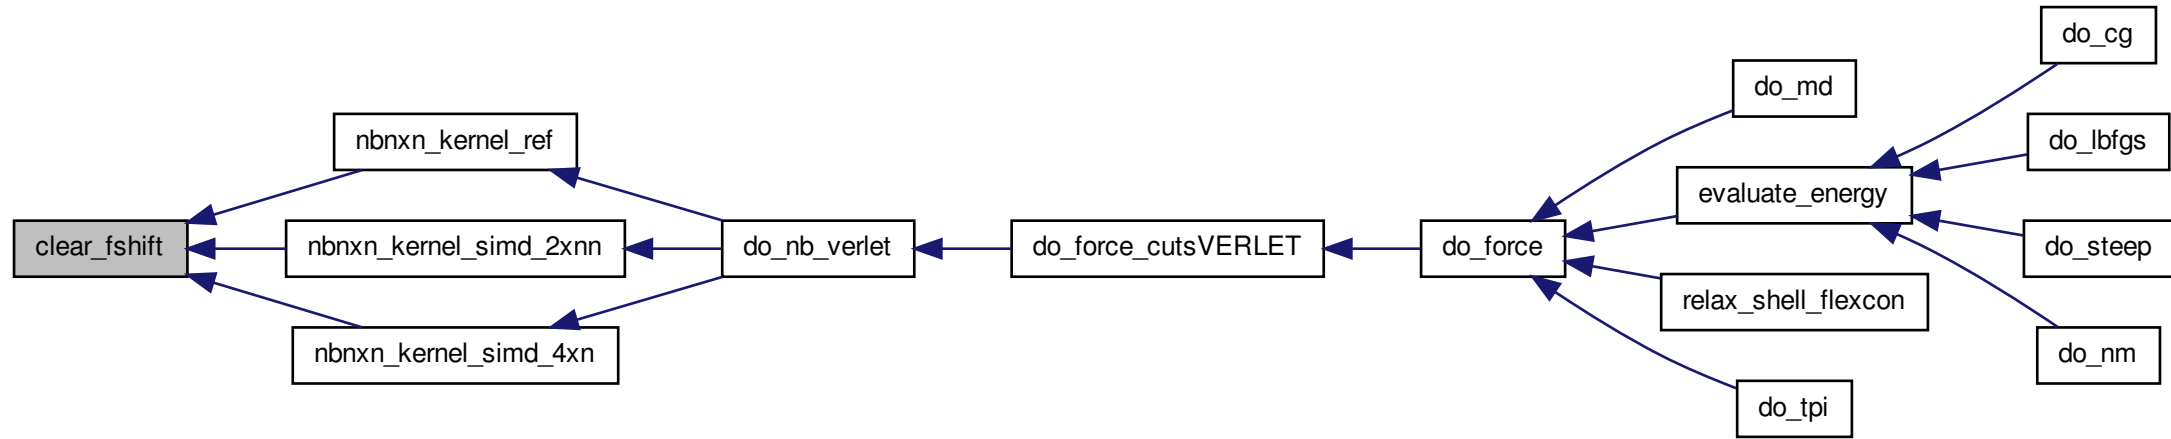 clear_fshift
nbnxn_kernel_ref
nbnxn_kernel_simd_2xnn
nbnxn_kernel_simd_4xn
do_nb_verlet
do_force_cutsVERLET
do_force
do_md
evaluate_energy
relax_shell_flexcon
do_tpi
do_cg
do_lbfgs
do_steep
do_nm